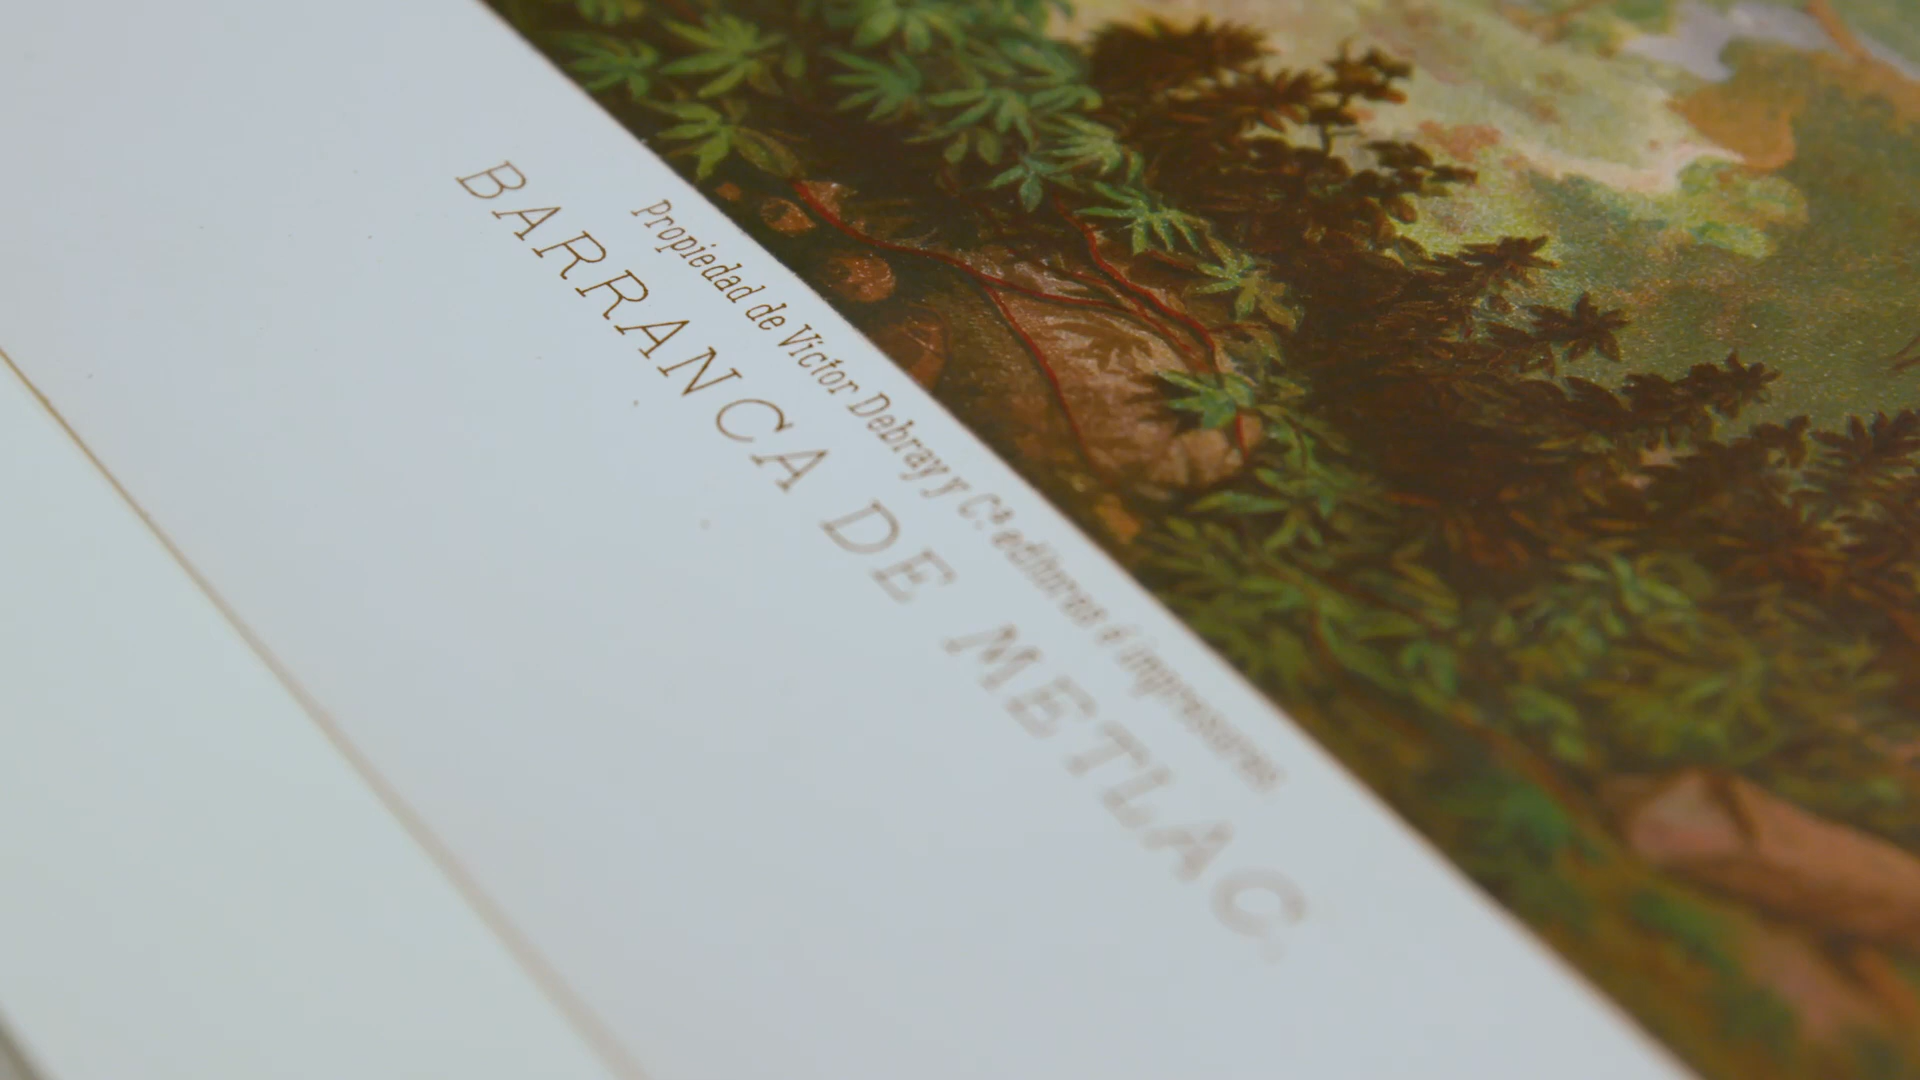 Propiedad de Victor Debray y Cª editores é impresores.
BARRANCA DE METLAC.